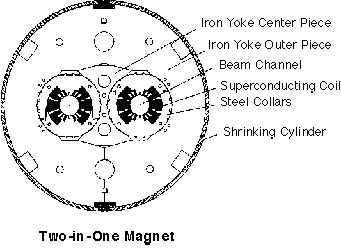 Iron Yoke Center Piece
Iron Yoke Outer Piece
Beam Channel
Superconducting Coil
Steel Collars
Shrinking Cylinder
Two-in-One Magnet